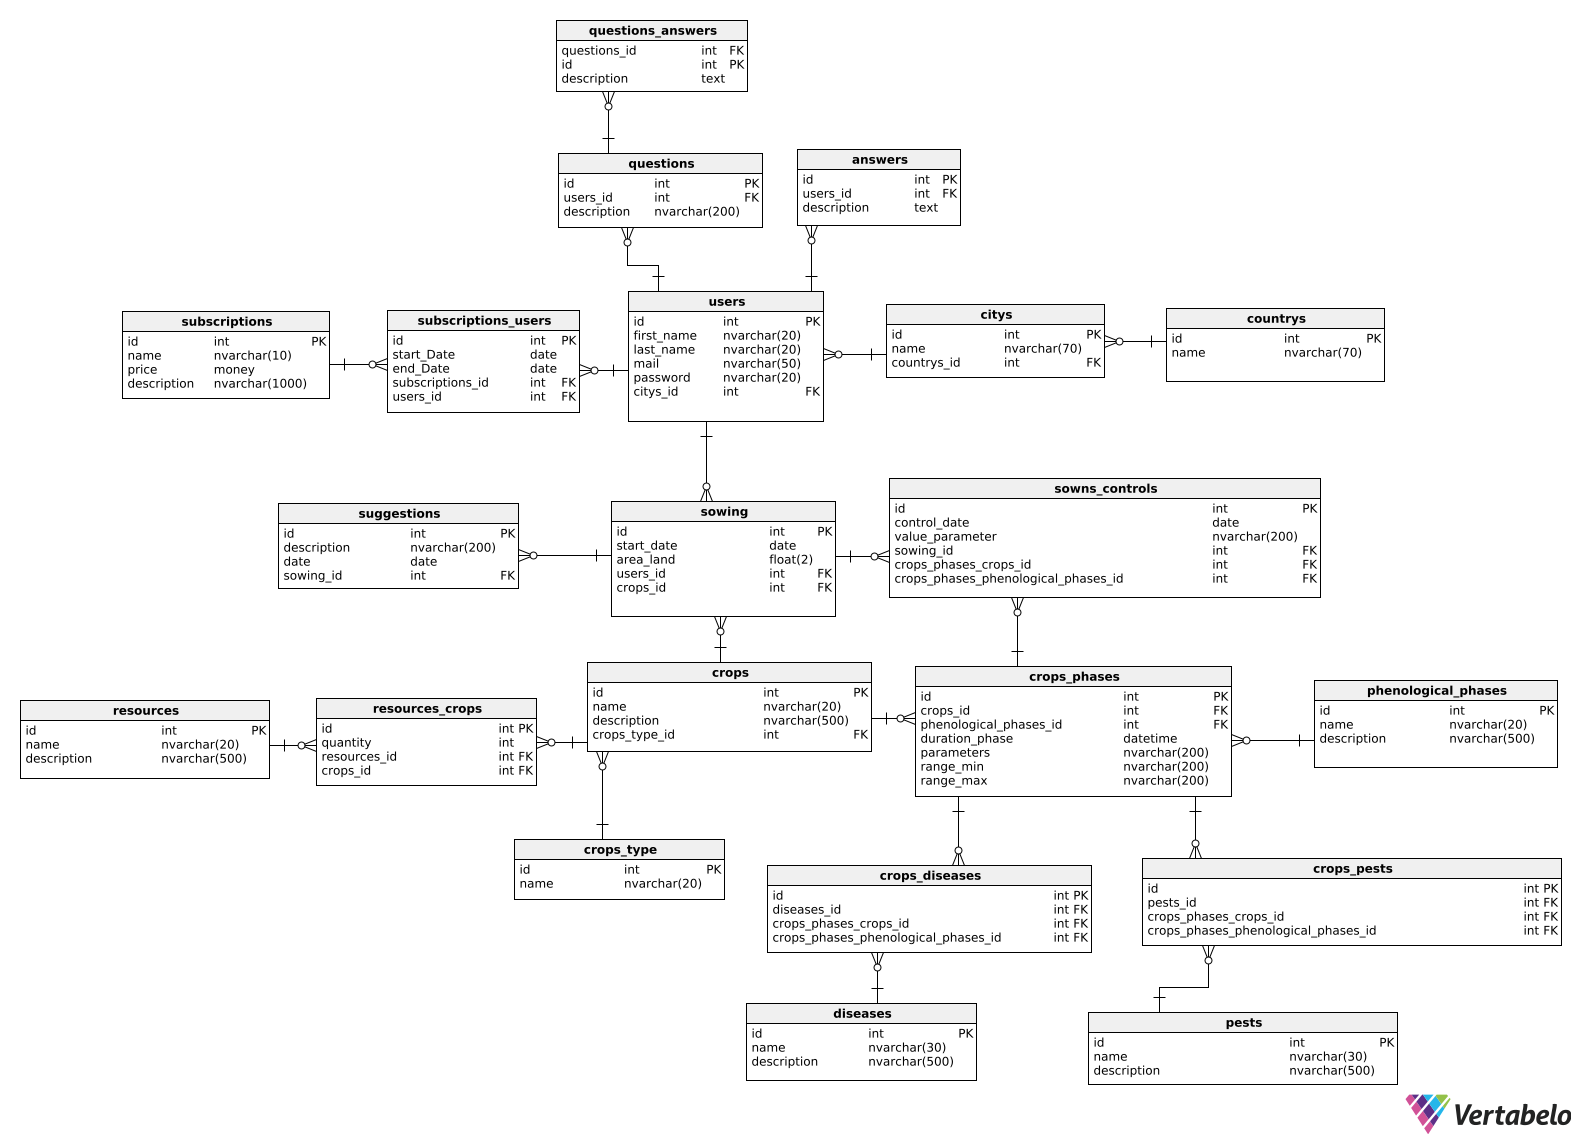 questions_answers
questions_id int FK
id int PK
description text
questions
id int PK
users_id int FK
description nvarchar(200)
answers
id int PK
users_id int FK
description text
subscriptions
id int PK
name nvarchar(10)
price money
description nvarchar(1000)
subscriptions_users
id int PK
start_Date date
end_Date date
subscriptions_id int FK
users_id int FK
users
id int PK
first_name nvarchar(20)
last_name nvarchar(20)
mail nvarchar(50)
password nvarchar(20)
citys_id int FK
citys
id int PK
name nvarchar(70)
countrys_id int FK
countrys
id int PK
name nvarchar(70)
suggestions
id int PK
description nvarchar(200)
date date
sowing_id int FK
sowing
id int PK
start_date date
area_land float(2)
users_id int FK
crops_id int FK
sowns_controls
id int PK
control_date date
value_parameter nvarchar(200)
sowing_id int FK
crops_phases_crops_id int FK
crops_phases_phenological_phases_id int FK
resources
id int PK
name nvarchar(20)
description nvarchar(500)
resources_crops
id int PK
quantity int
resources_id int FK
crops_id int FK
crops
id int PK
name nvarchar(20)
description nvarchar(500)
crops_type_id int FK
crops_phases
id int PK
crops_id int FK
phenological_phases_id int FK
duration_phase datetime
parameters nvarchar(200)
range_min nvarchar(200)
range_max nvarchar(200)
phenological_phases
id int PK
name nvarchar(20)
description nvarchar(500)
crops_type
id int PK
name nvarchar(20)
crops_diseases
id int PK
diseases_id int FK
crops_phases_crops_id int FK
crops_phases_phenological_phases_id int FK
crops_pests
id int PK
pests_id int FK
crops_phases_crops_id int FK
crops_phases_phenological_phases_id int FK
diseases
id int PK
name nvarchar(30)
description nvarchar(500)
pests
id int PK
name nvarchar(30)
description nvarchar(500)
Vertabelo